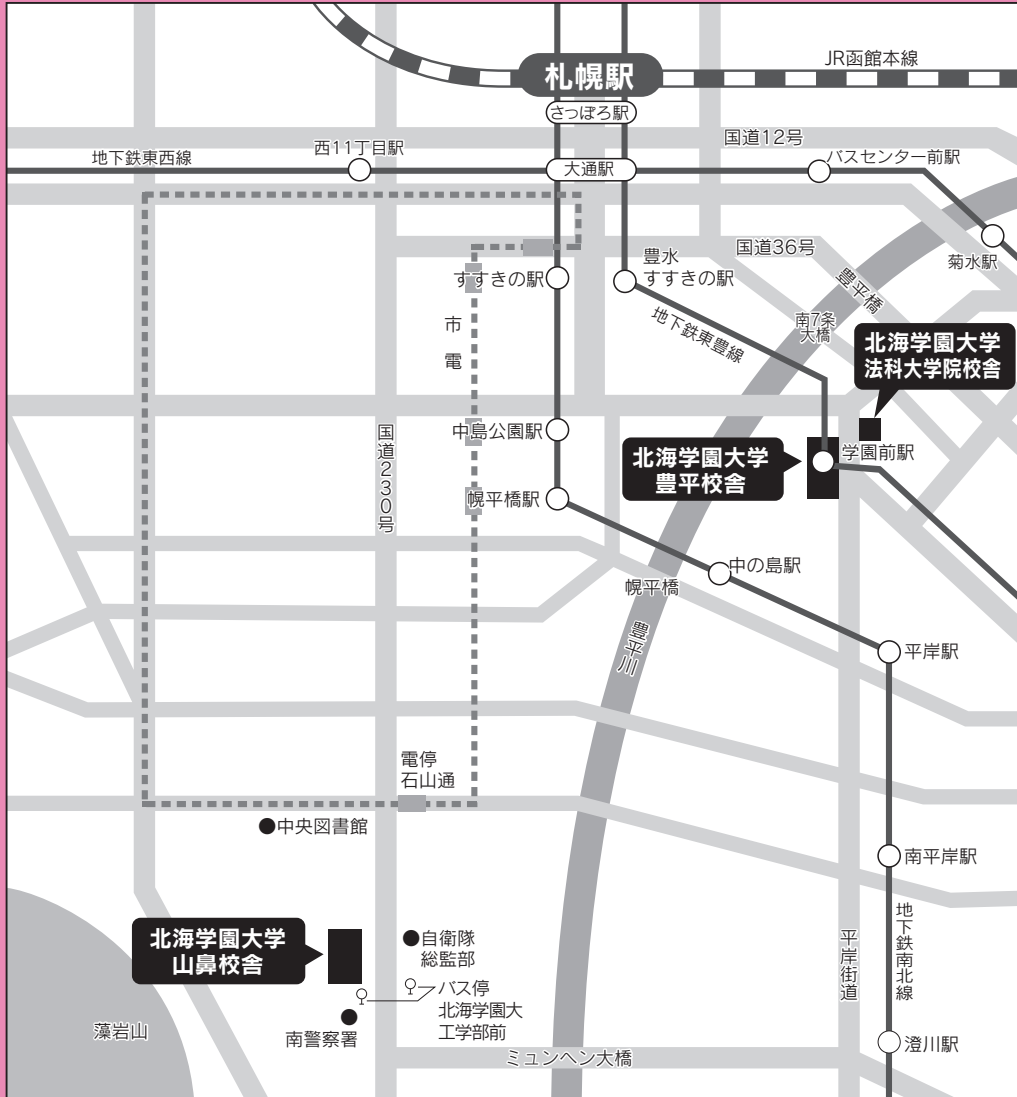 JR函館本線
札幌駅
さっぽろ駅
国道12号
西11丁目駅
地下鉄東西線
大通駅
バスセンター前駅
国道36号
菊水駅
豊水
すすきの駅
すすきの駅
豊平橋
南7条
大橋
地下鉄東豊線
市電
北海学園大学
法科大学院校舎
中島公園駅
国道230号
学園前駅
北海学園大学
豊平校舎
幌平橋駅
中の島駅
幌平橋
豊平川
平岸駅
電停
石山通
●中央図書館
南平岸駅
地下鉄南北線
平岸街道
北海学園大学
山鼻校舎
●自衛隊
総監部
バス停
北海学園大
工学部前
南警察署
藻岩山
ミュンヘン大橋
澄川駅